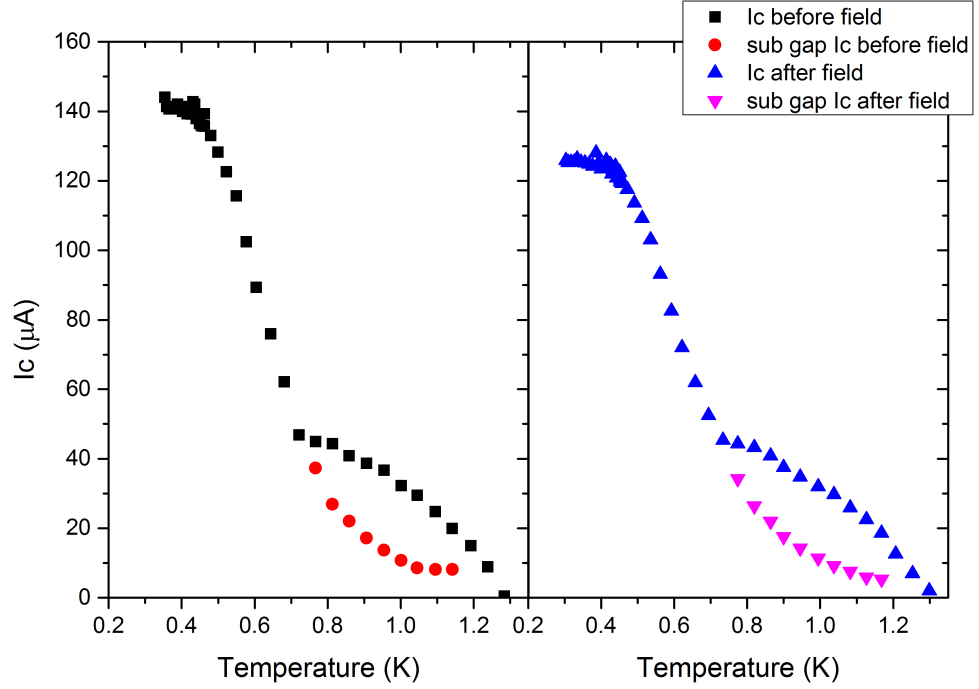 Ic before field
sub gap Ic before field
Ic after field
sub gap Ic after field
160
140
120
100
80
60
40
20
0
Ic (μA)
0.2 0.4 0.6 0.8 1.0 1.2 0.2 0.4 0.6 0.8 1.0 1.2
Temperature (K) Temperature (K)